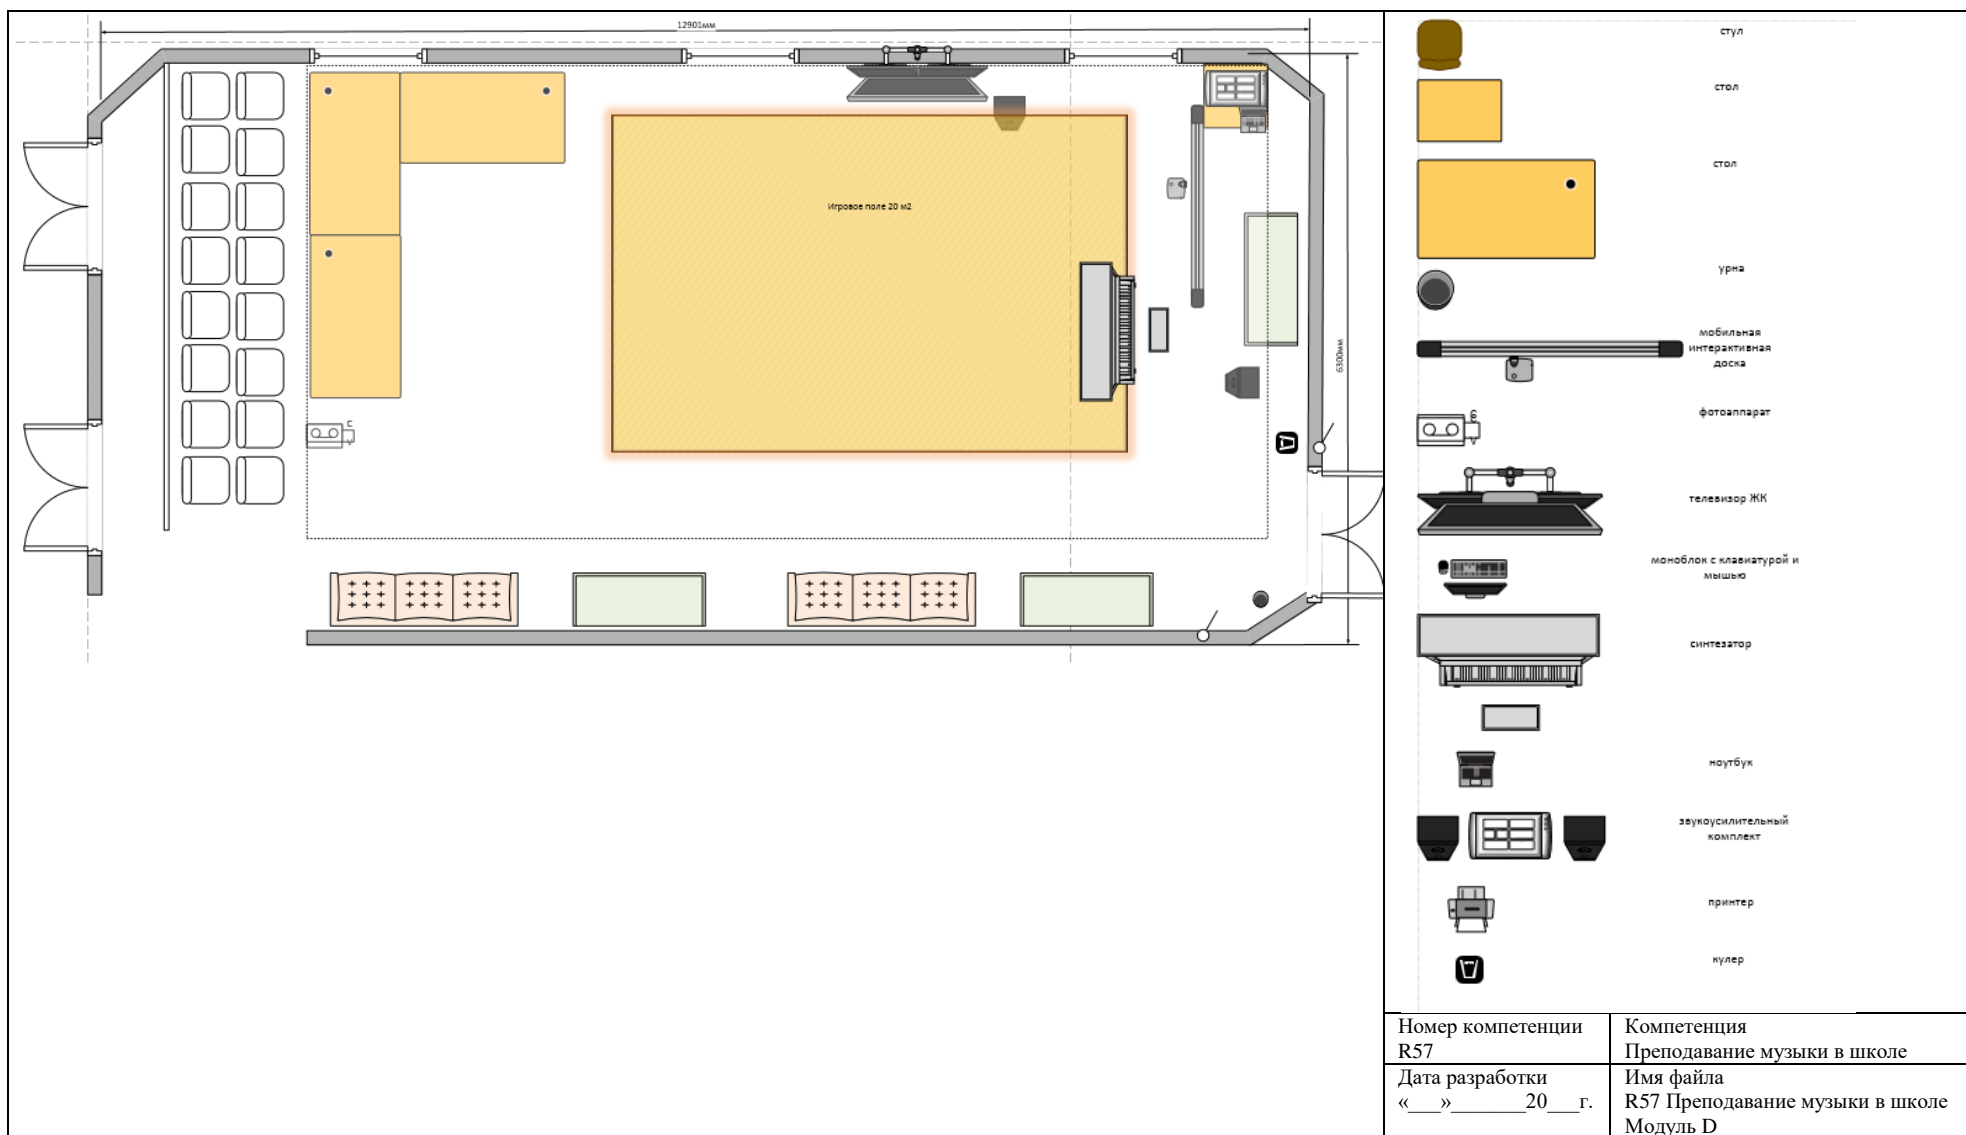 12901мм
Игровое поле 20 м2
6300мм
стул
стол
стол
урна
мобильная
интерактивная
доска
фотоаппарат
телевизор ЖК
моноблок с клавиатурой и
мышью
синтезатор
ноутбук
звукоусилительный
комплект
принтер
кулер
Номер компетенции
R57
Компетенция
Преподавание музыки в школе
Дата разработки
«___»_______20___г.
Имя файла
R57 Преподавание музыки в школе
Модуль D